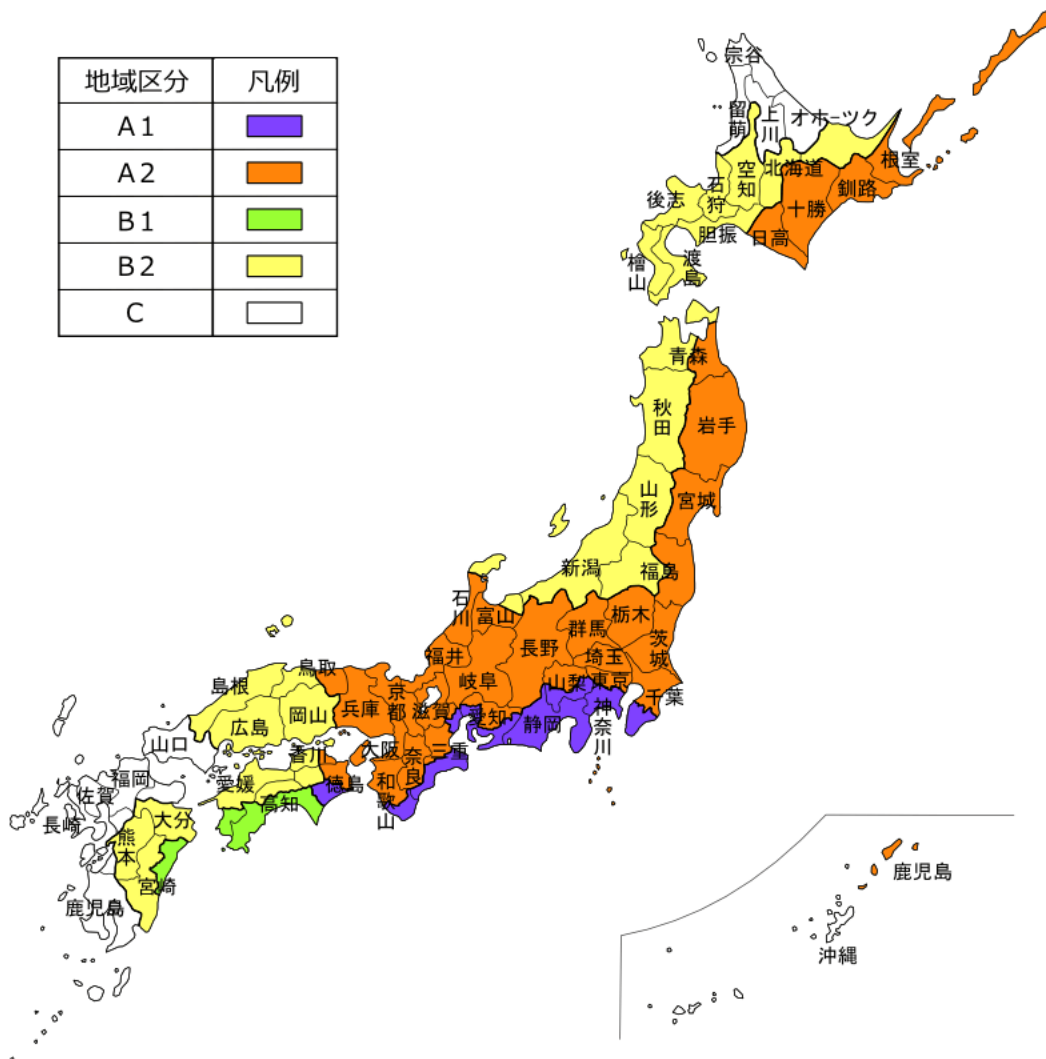 地域区分 凡例
A1
A2
B1
B2
C
宗谷
留萌
上川
オホーツク
北海道
根室
釧路
十勝
日高
空知
石狩
後志
胆振
渡島
檜山
青森
秋田
岩手
山形
宮城
新潟
福島
石川
富山
栃木
群馬
長野
茨城
福井
埼玉
岐阜
山梨
東京
千葉
鳥取
島根
兵庫
京都
滋賀
愛知
静岡
神奈川
岡山
広島
山口
香川
大阪
奈良
三重
福岡
愛媛
徳島
和歌山
佐賀
高知
長崎
大分
熊本
宮崎
鹿児島
鹿児島
沖縄